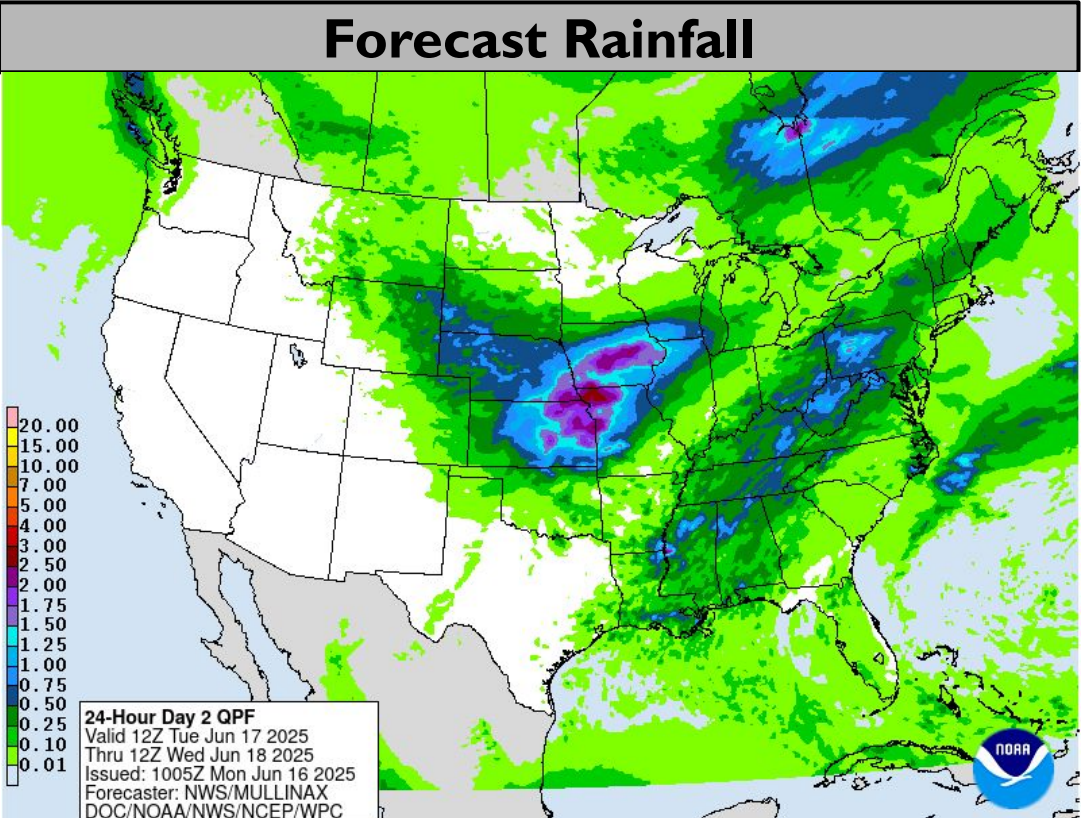 Forecast Rainfall
20.00
15.00
10.00
7.00
5.00
4.00
3.00
2.50
2.00
1.75
1.50
1.25
1.00
0.75
0.50
0.25
0.10
0.01
24-Hour Day 2 QPF
Valid 12Z Tue Jun 17 2025
Thru 12Z Wed Jun 18 2025
Issued: 1005Z Mon Jun 16 2025
Forecaster: NWS/MULLINAX
DOC/NOAA/NWS/NCEP/WPC
NOAA